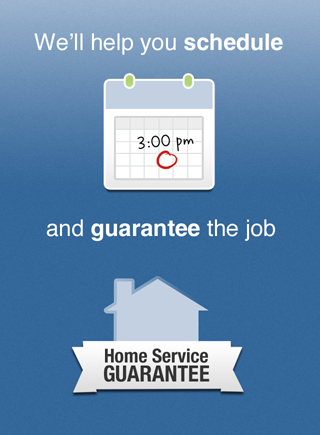 We'll help you schedule
3:00 pm
and guarantee the job
Home Service
GUARANTEE